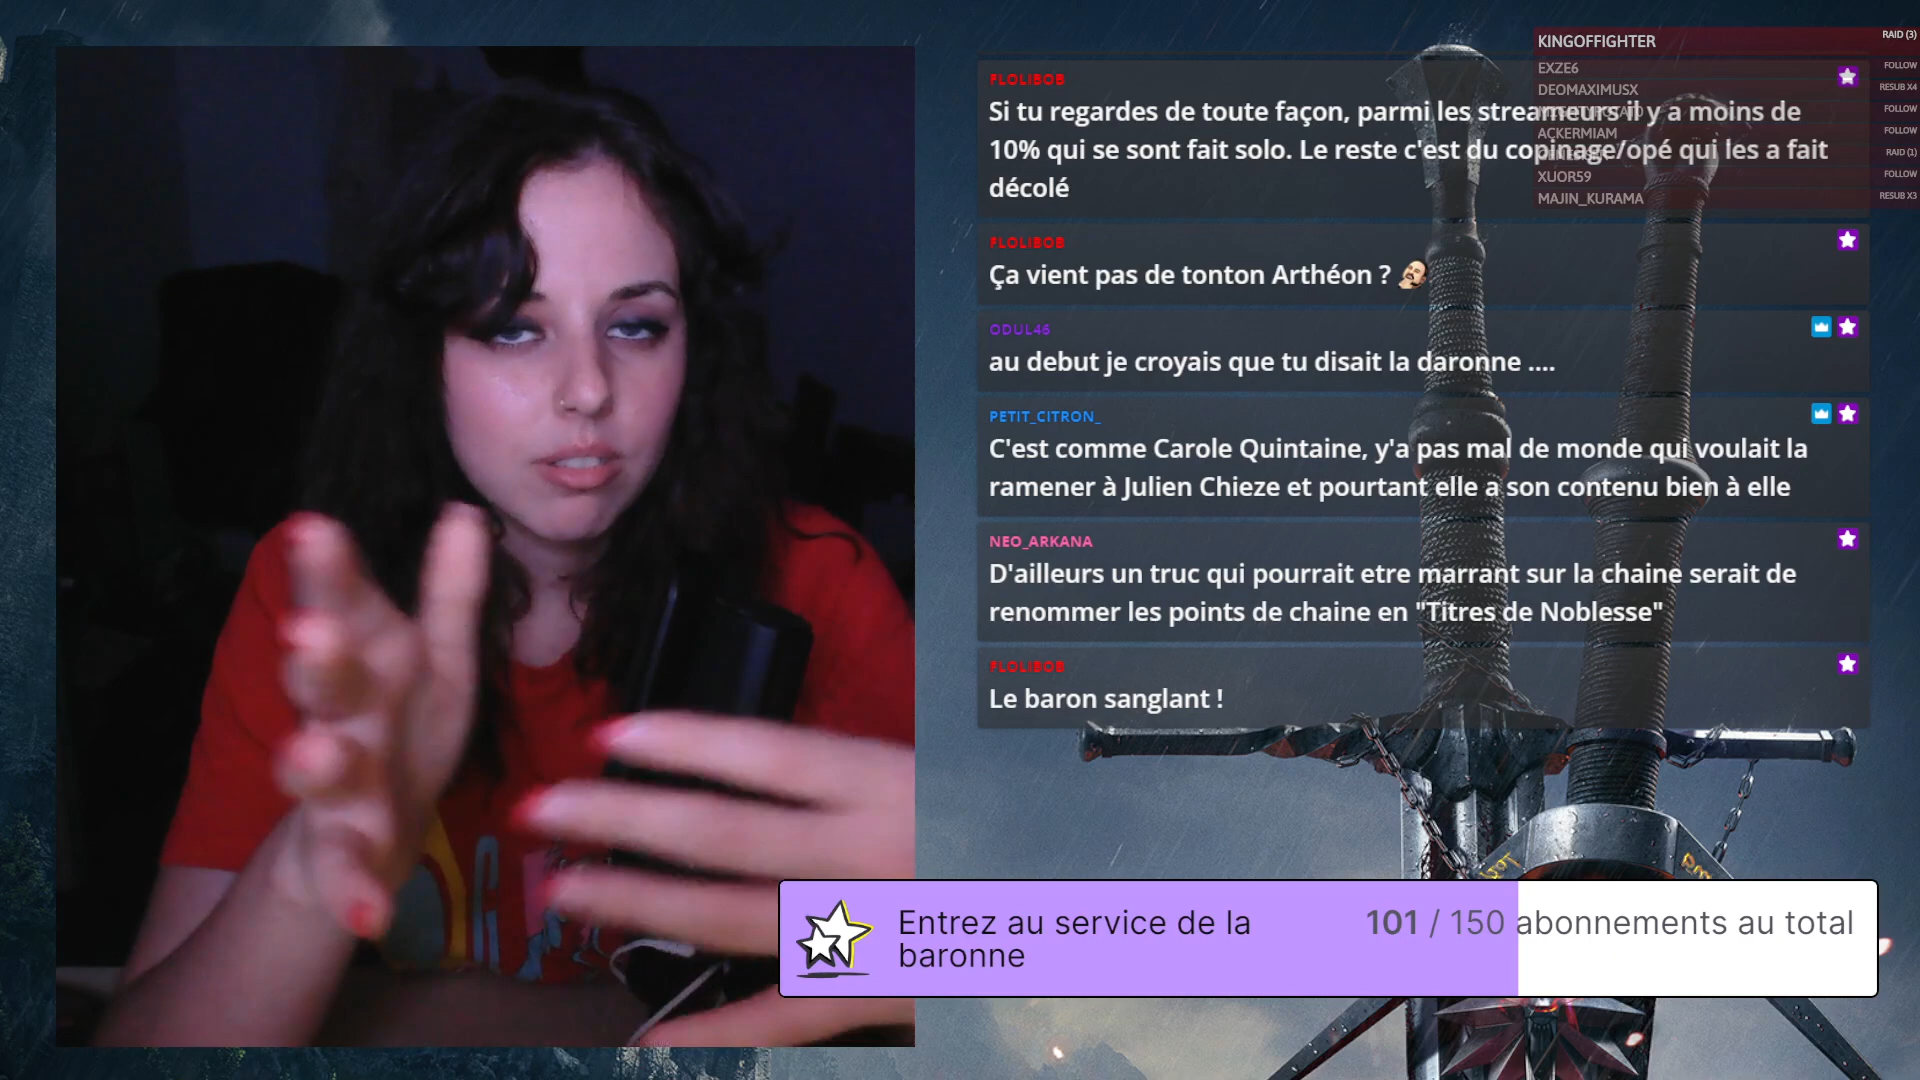 KINGOFFIGHTER RAID (3)
EXZE6 FOLLOW
DEOMAXIMUSX RESUB X4
FOLLOW
ACKERMIAM FOLLOW
RAID (1)
XUOR59 FOLLOW
MAJIN_KURAMA RESUB X3
FLOLIBOB
Si tu regardes de toute façon, parmi les streameurs il y a moins de
10% qui se sont fait solo. Le reste c'est du copinage/opé qui les a fait
décolé
FLOLIBOB
Ça vient pas de tonton Arthéon ?
ODUL46
au debut je croyais que tu disait la daronne ....
PETIT_CITRON_
C'est comme Carole Quintaine, y'a pas mal de monde qui voulait la
ramener à Julien Chieze et pourtant elle a son contenu bien à elle
NEO_ARKANA
D'ailleurs un truc qui pourrait etre marrant sur la chaine serait de
renommer les points de chaine en "Titres de Noblesse"
FLOLIBOB
Le baron sanglant !
Entrez au service de la
baronne
101 / 150 abonnements au total